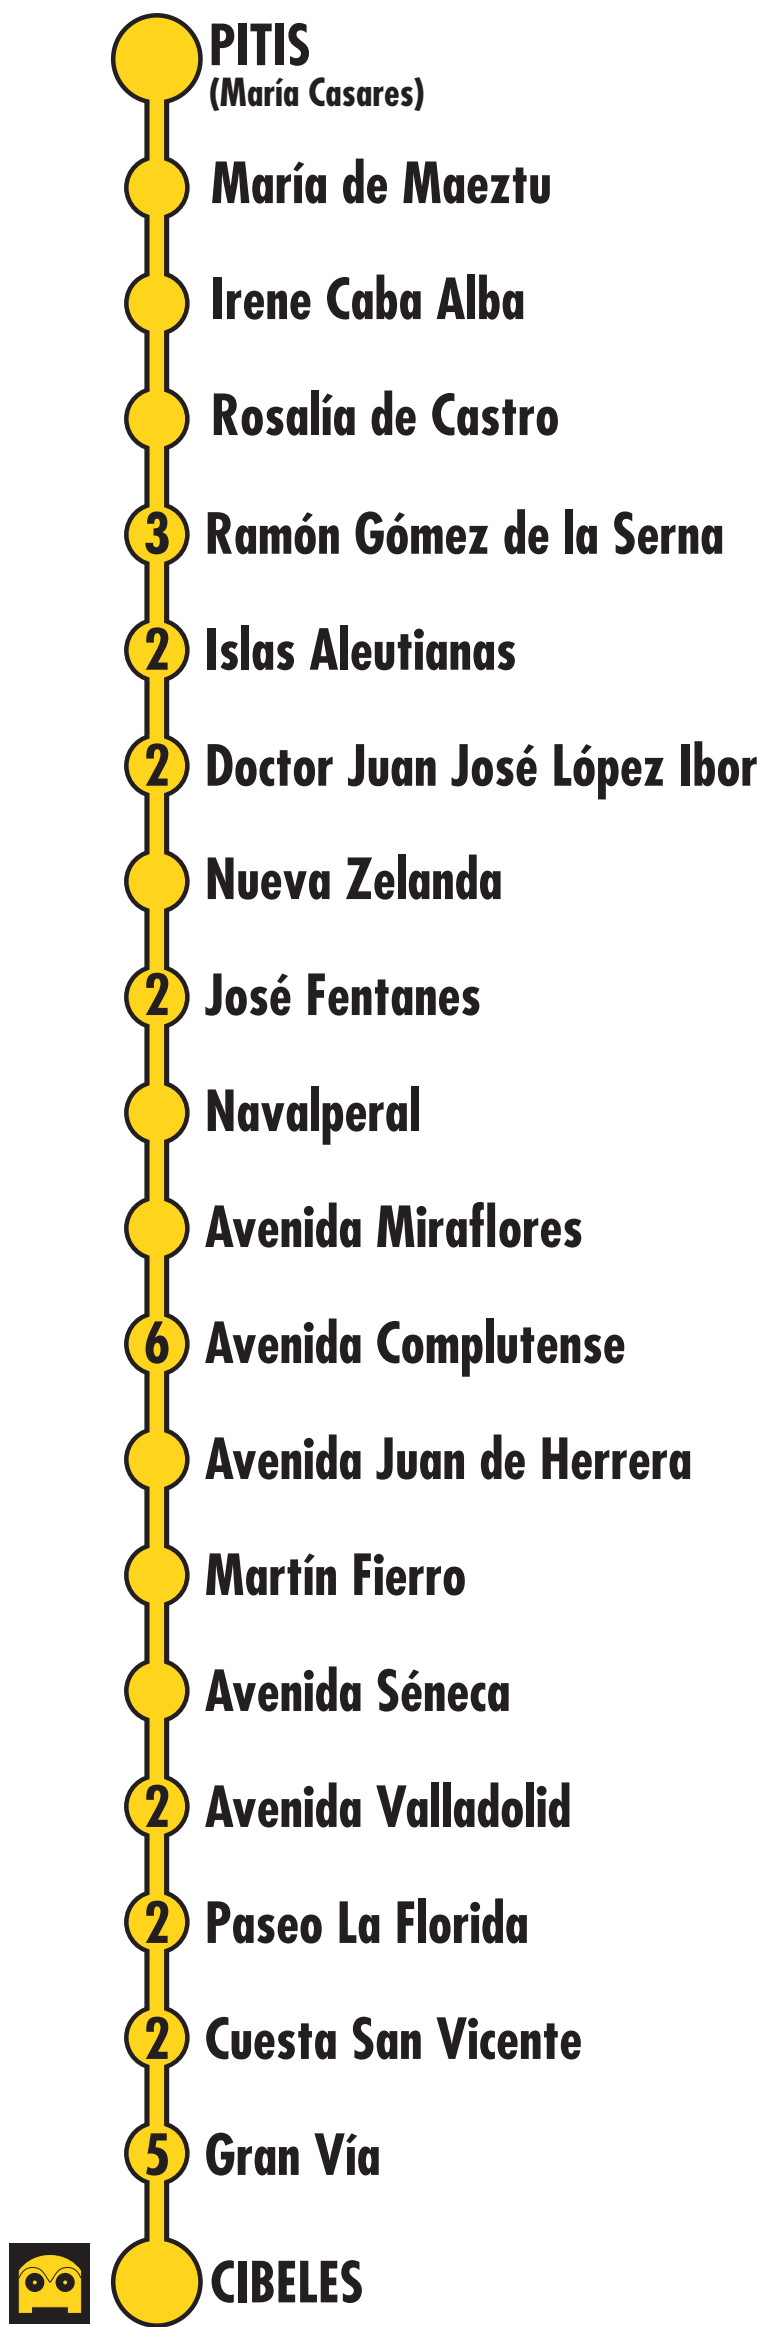 PITIS
(María Casares)
María de Maeztu
Irene Caba Alba
Rosalía de Castro
3 Ramón Gómez de la Serna
2 Islas Aleutianas
2 Doctor Juan José López Ibor
Nueva Zelanda
2 José Fentanes
Navalperal
Avenida Miraflores
6 Avenida Complutense
Avenida Juan de Herrera
Martín Fierro
Avenida Séneca
2 Avenida Valladolid
2 Paseo La Florida
2 Cuesta San Vicente
5 Gran Vía
CIBELES